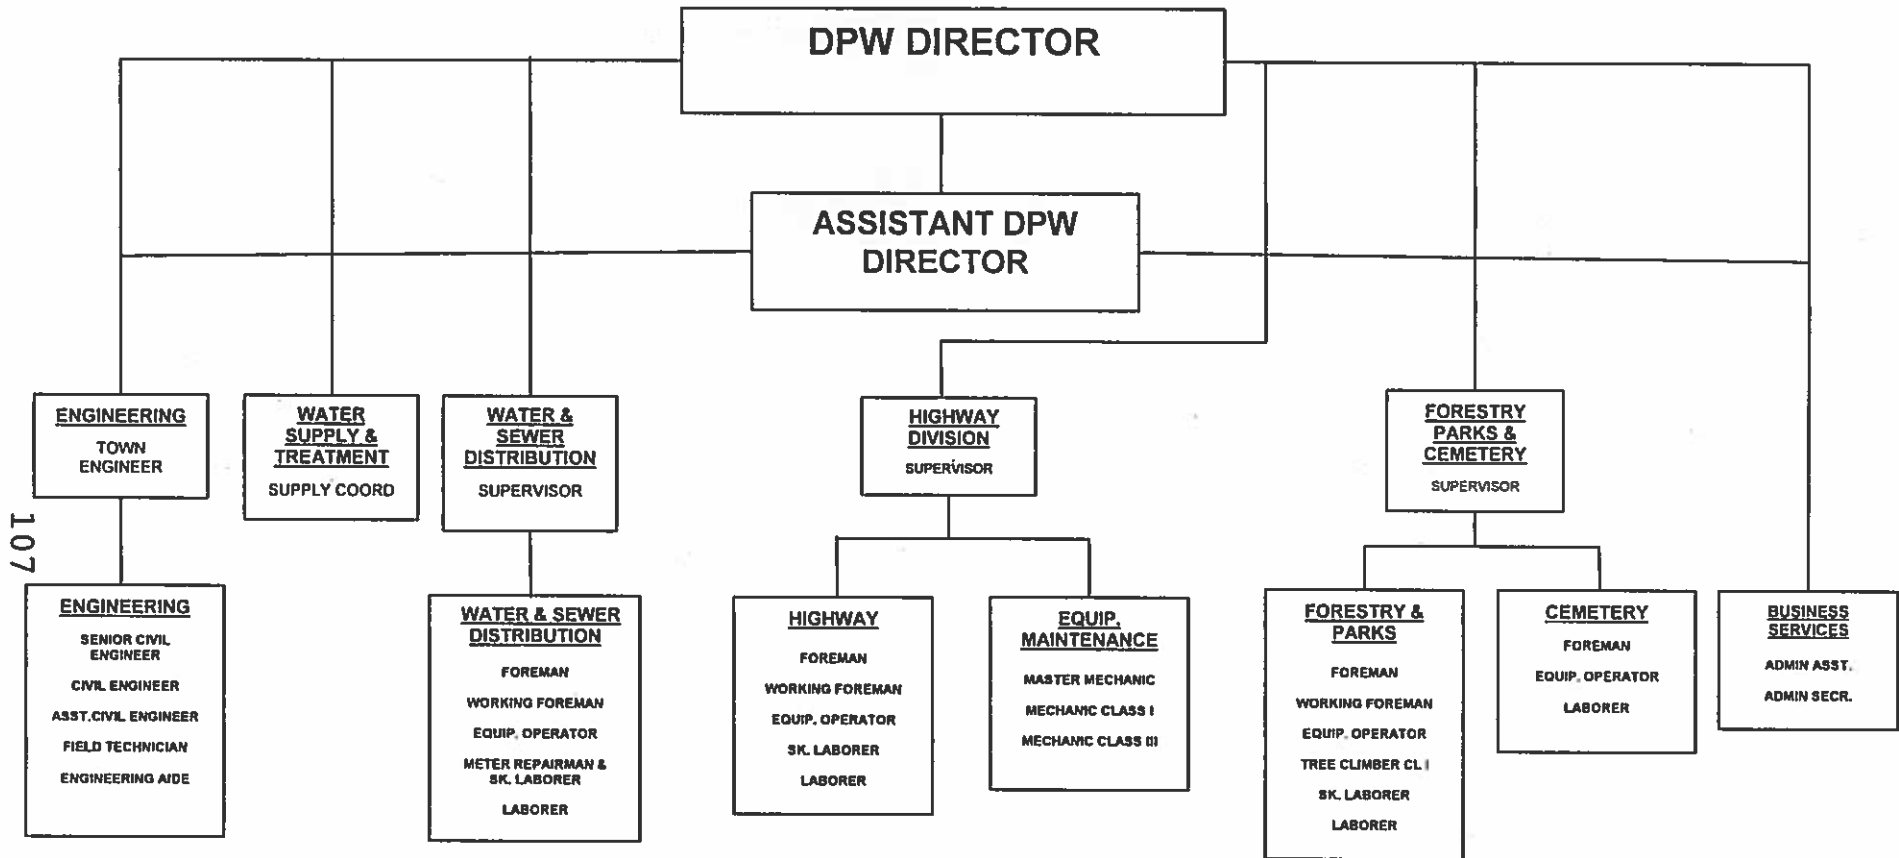 DPW DIRECTOR
ASSISTANT DPW
DIRECTOR
ENGINEERING
TOWN
ENGINEER
WATER
SUPPLY &
TREATMENT
SUPPLY COORD
WATER &
SEWER
DISTRIBUTION
SUPERVISOR
HIGHWAY
DIVISION
SUPERVISOR
FORESTRY
PARKS &
CEMETERY
SUPERVISOR
107
ENGINEERING
SENIOR CIVIL
ENGINEER
CIVIL ENGINEER
ASST.CIVIL ENGINEER
FIELD TECHNICIAN
ENGINEERING AIDE
WATER & SEWER
DISTRIBUTION
FOREMAN
WORKING FOREMAN
EQUIP. OPERATOR
METER REPAIRMAN &
SK. LABORER
LABORER
HIGHWAY
FOREMAN
WORKING FOREMAN
EQUIP. OPERATOR
SK. LABORER
LABORER
EQUIP.
MAINTENANCE
MASTER MECHANIC
MECHANIC CLASS I
MECHANIC CLASS III
FORESTRY &
PARKS
FOREMAN
WORKING FOREMAN
EQUIP. OPERATOR
TREE CLIMBER CL I
SK. LABORER
LABORER
CEMETERY
FOREMAN
EQUIP. OPERATOR
LABORER
BUSINESS
SERVICES
ADMIN ASST.
ADMIN SECR.